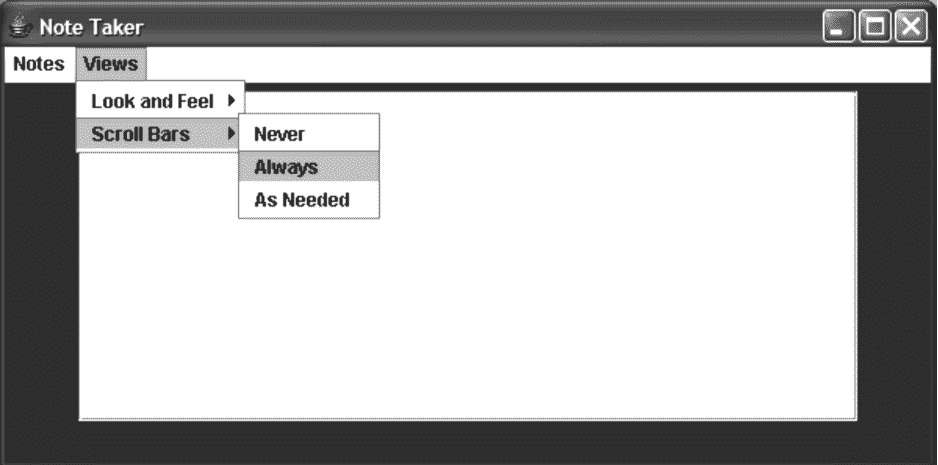 Note Taker
Notes Views
Look and Feel
Scroll Bars
Never
Always
As Needed